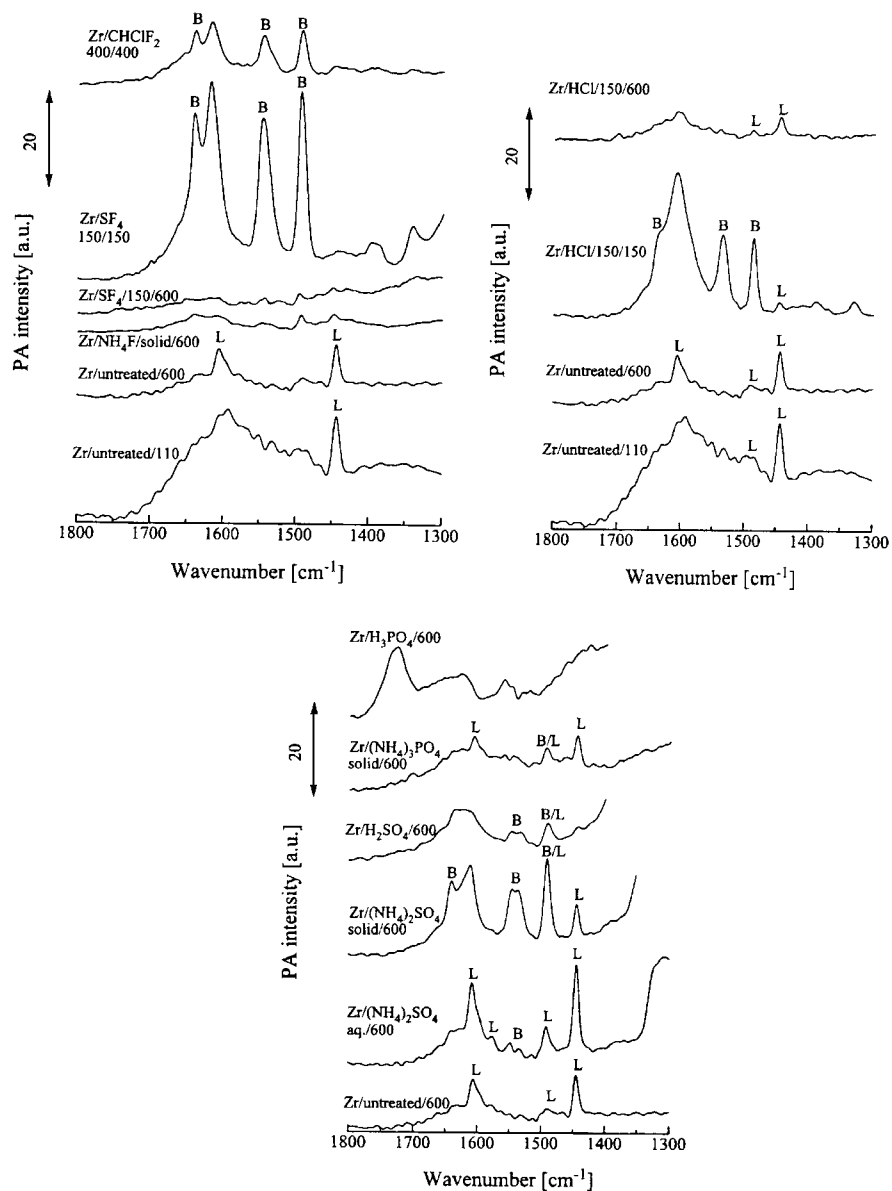 Zr/CHClF2
400/400
B
B
B
20
B
B
B
Zr/SF4
150/150
Zr/SF4/150/600
Zr/NH4F/solid/600
L
L
Zr/untreated/600
L
Zr/untreated/110
PA intensity [a.u.]
1800 1700 1600 1500 1400 1300
Wavenumber [cm-1]
Zr/HCl/150/600
L
L
20
Zr/HCl/150/150
B
B
B
L
Zr/untreated/600
L
L
L
Zr/untreated/110
L
L
PA intensity [a.u.]
1800 1700 1600 1500 1400 1300
Wavenumber [cm-1]
Zr/H3PO4/600
20
Zr/(NH4)3PO4
solid/600
L
B/L
L
Zr/H2SO4/600
B
B/L
B/L
Zr/(NH4)2SO4
solid/600
B
B
L
Zr/(NH4)2SO4
aq./600
L
L
B
L
L
Zr/untreated/600
L
L
L
PA intensity [a.u.]
1800 1700 1600 1500 1400 1300
Wavenumber [cm-1]